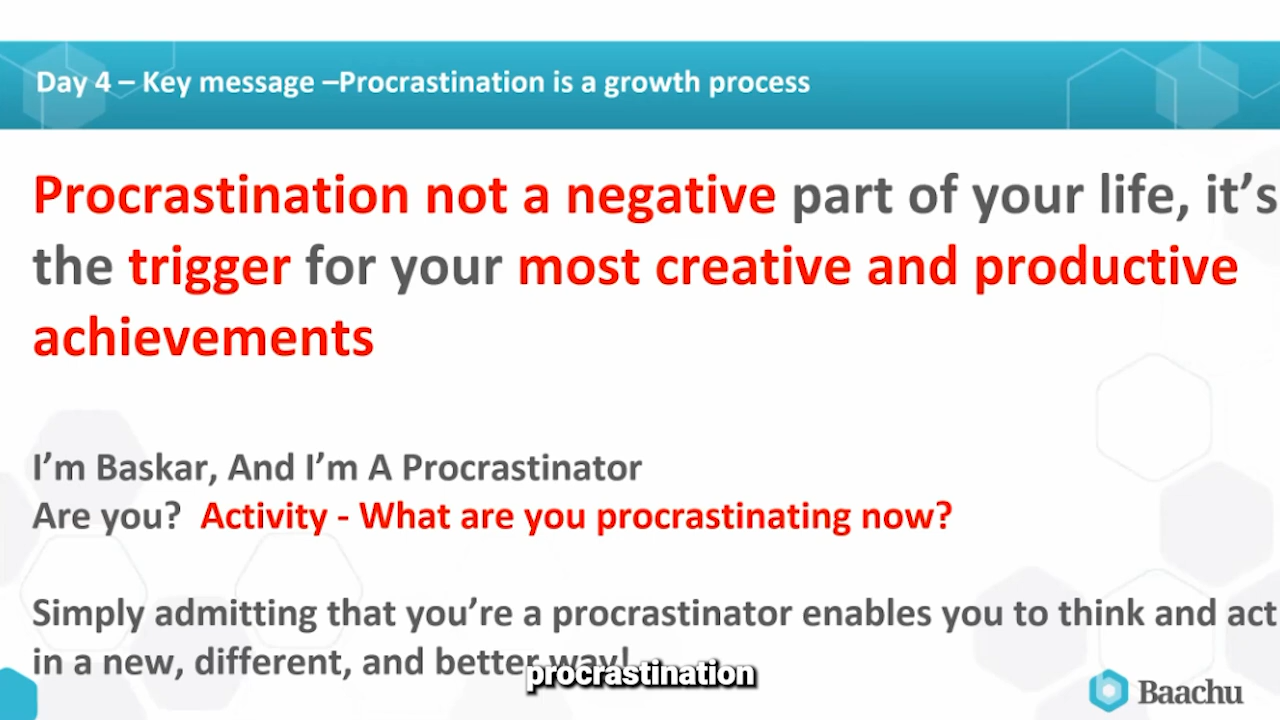 Day 4 – Key message –Procrastination is a growth process
Procrastination not a negative part of your life, it’s
the trigger for your most creative and productive
achievements
I’m Baskar, And I’m A Procrastinator
Are you? Activity - What are you procrastinating now?
Simply admitting that you’re a procrastinator enables you to think and act
in a new, different, and better way!
procrastination
Baachu